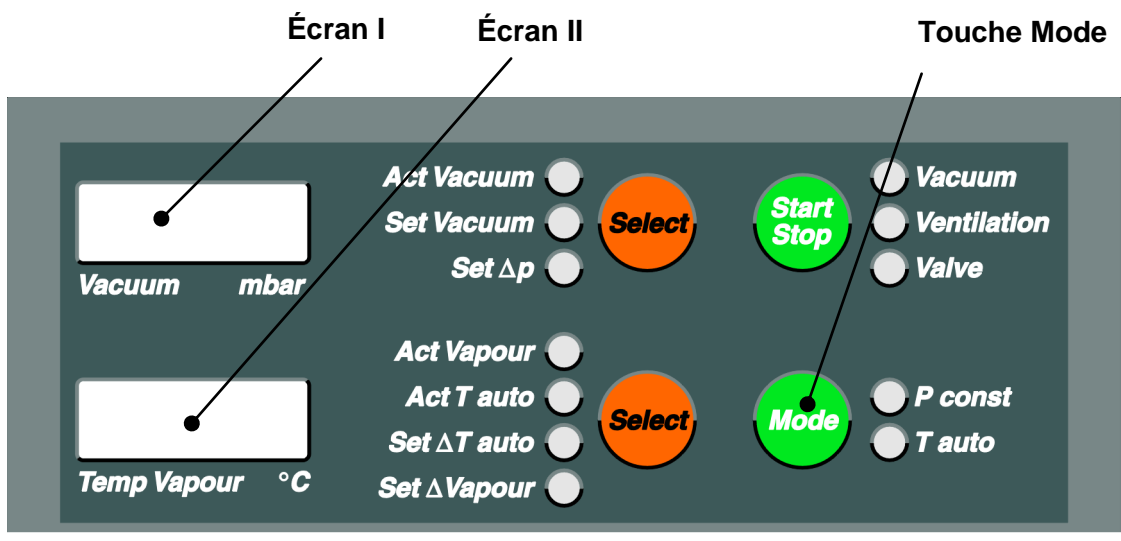 Écran I
Écran II
Touche Mode
Vacuum mbar
Act Vacuum
Set Vacuum
Set Δp
Select
Start
Stop
Vacuum
Ventilation
Valve
Temp Vapour °C
Act Vapour
Act T auto
Set ΔT auto
Set ΔVapour
Select
Mode
P const
T auto